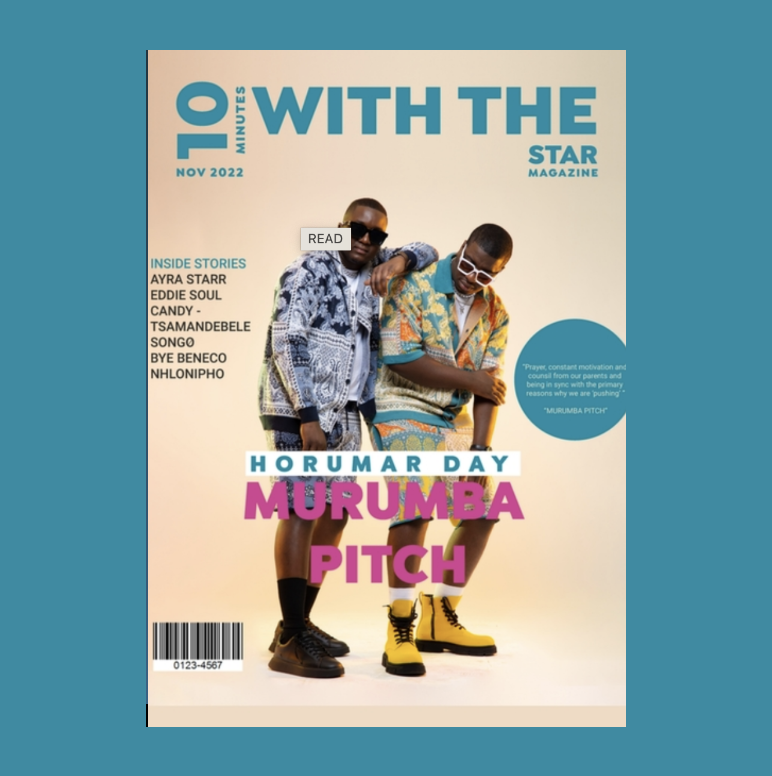 10
MINUTES
WITH THE
STAR
MAGAZINE
NOV 2022
READ
INSIDE STORIES
AYRA STARR
EDDIE SOUL
CANDY -
TSAMANDEBELE
SONGØ
BYE BENECO
NHLONIPHO
"Prayer, constant motivation and
counsil from our parents and
being in sync with the primary
reasons why we are 'pushing' "
"MURUMBA PITCH"
HORUMAR DAY
MURUMBA
PITCH
0123-4567